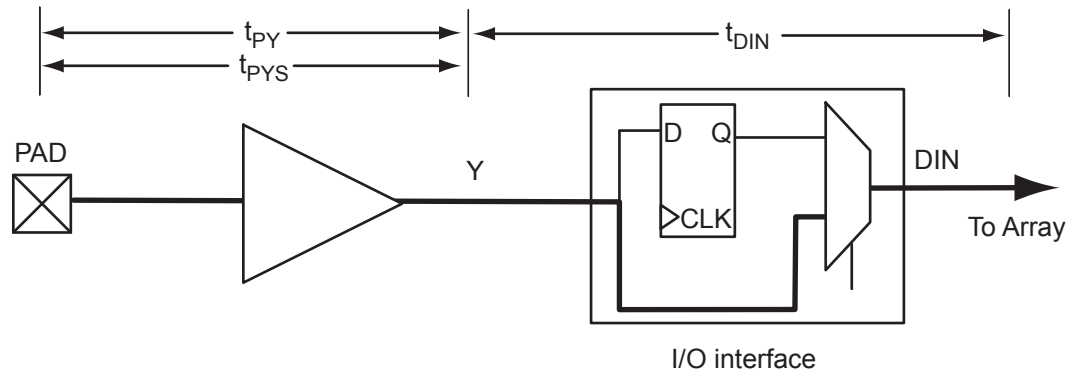 tPY
tDIN
tPYS
PAD
Y
D Q
CLK
DIN
To Array
I/O interface